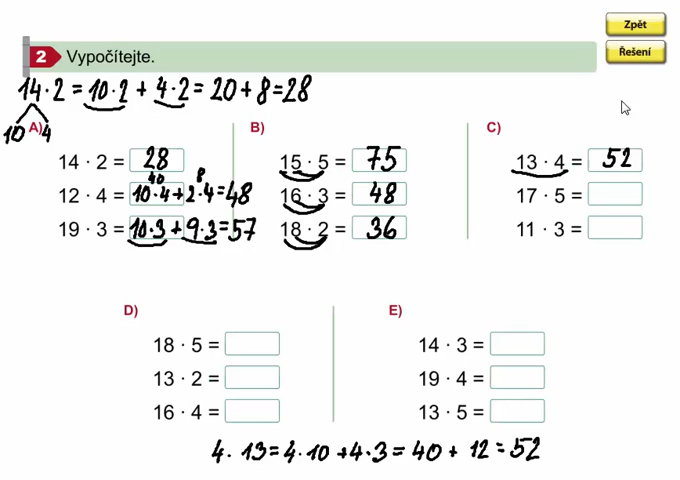 Zpět
Řešení
2 Vypočítejte.
14 · 2 = 10 · 2 + 4 · 2 = 20 + 8 = 28
10 4
A)
14 · 2 = 28
40 8
12 · 4 = 10 · 4 + 2 · 4 = 48
19 · 3 = 10 · 3 + 9 · 3 = 57
B)
15 · 5 = 75
16 · 3 = 48
18 · 2 = 36
C)
13 · 4 = 52
17 · 5 =
11 · 3 =
D)
18 · 5 =
13 · 2 =
16 · 4 =
E)
14 · 3 =
19 · 4 =
13 · 5 =
4 · 13 = 4 · 10 + 4 · 3 = 40 + 12 = 52